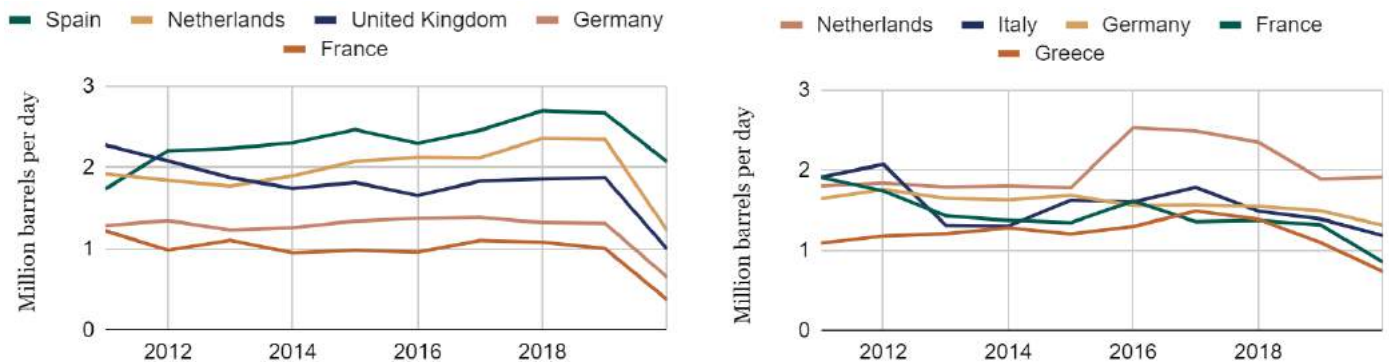 Spain Netherlands United Kingdom Germany
France
Million barrels per day
3
2
1
0
2012 2014 2016 2018
Netherlands Italy Germany France
Greece
Million barrels per day
3
2
1
0
2012 2014 2016 2018